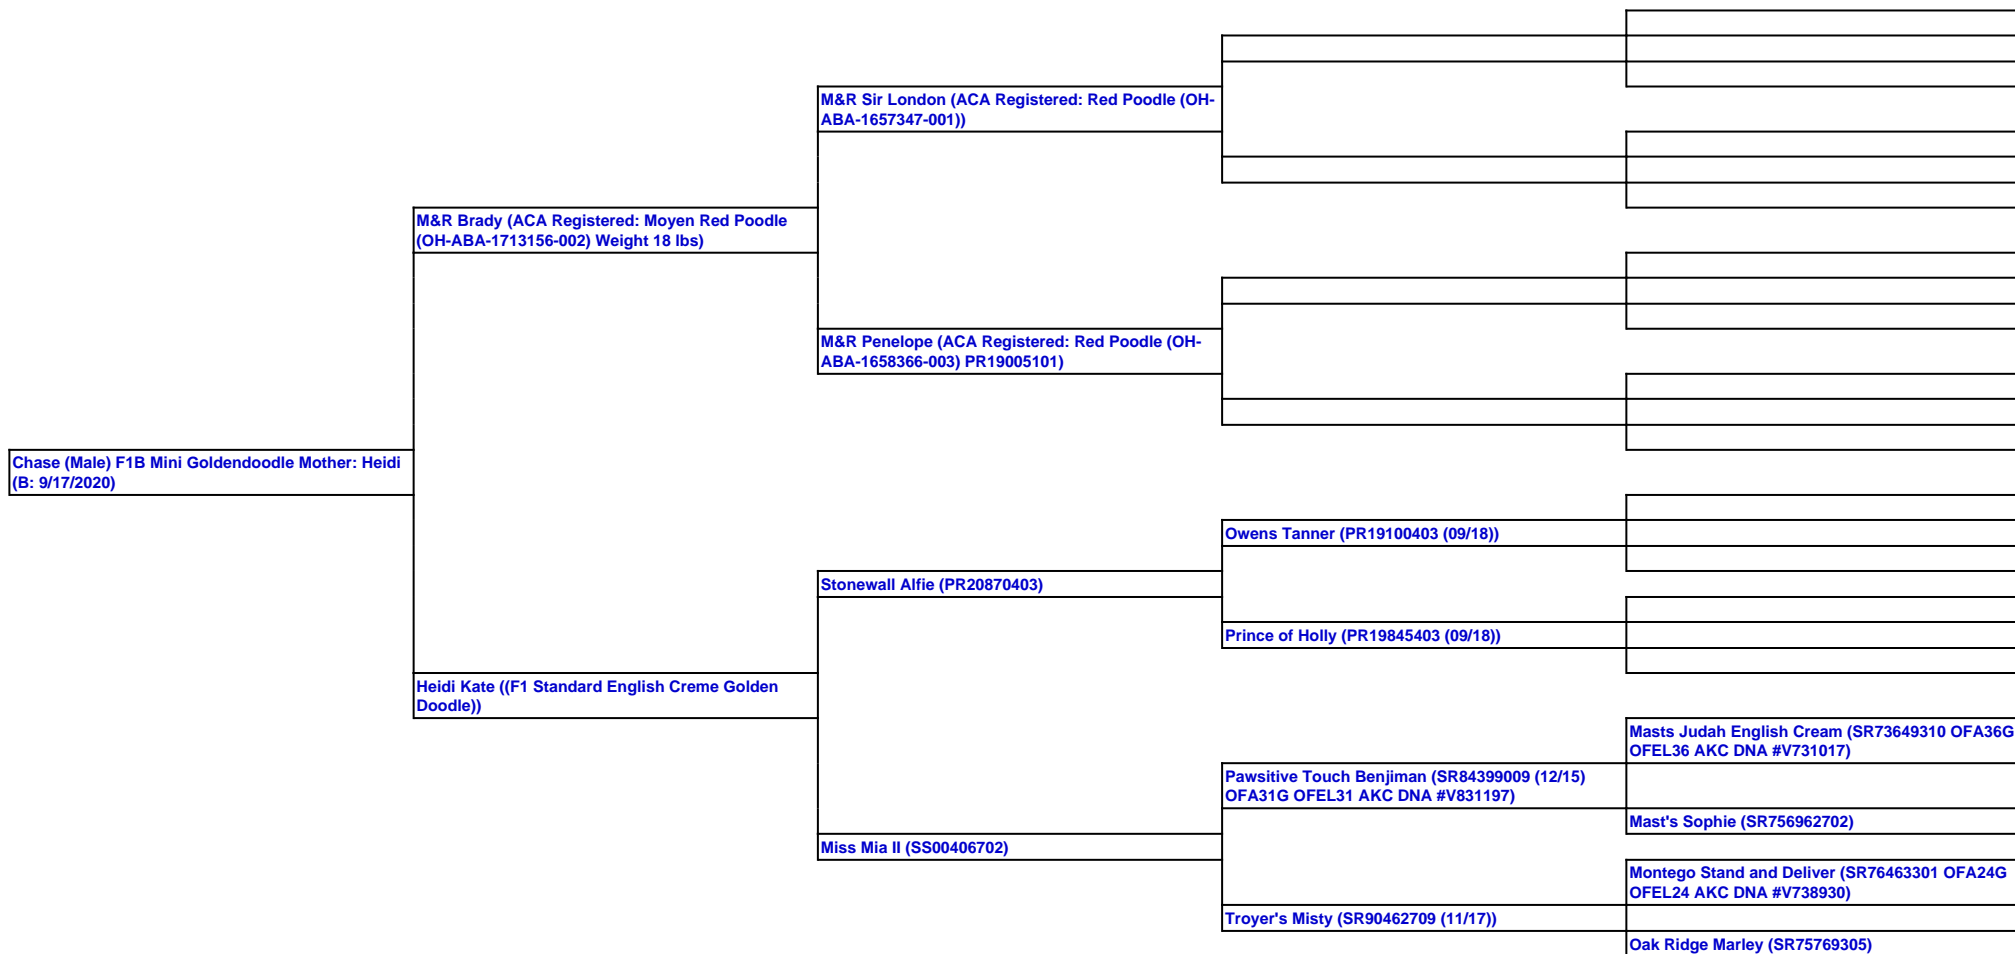 M&R Sir London (ACA Registered: Red Poodle (OH-
ABA-1657347-001))
M&R Brady (ACA Registered: Moyen Red Poodle
(OH-ABA-1713156-002) Weight 18 lbs)
M&R Penelope (ACA Registered: Red Poodle (OH-
ABA-1658366-003) PR19005101)
Chase (Male) F1B Mini Goldendoodle Mother: Heidi
(B: 9/17/2020)
Owens Tanner (PR19100403 (09/18))
Stonewall Alfie (PR20870403)
Prince of Holly (PR19845403 (09/18))
Heidi Kate ((F1 Standard English Creme Golden
Doodle))
Masts Judah English Cream (SR73649310 OFA36G
OFEL36 AKC DNA #V731017)
Pawsitive Touch Benjiman (SR84399009 (12/15)
OFA31G OFEL31 AKC DNA #V831197)
Mast's Sophie (SR756962702)
Miss Mia II (SS00406702)
Montego Stand and Deliver (SR76463301 OFA24G
OFEL24 AKC DNA #V738930)
Troyer's Misty (SR90462709 (11/17))
Oak Ridge Marley (SR75769305)